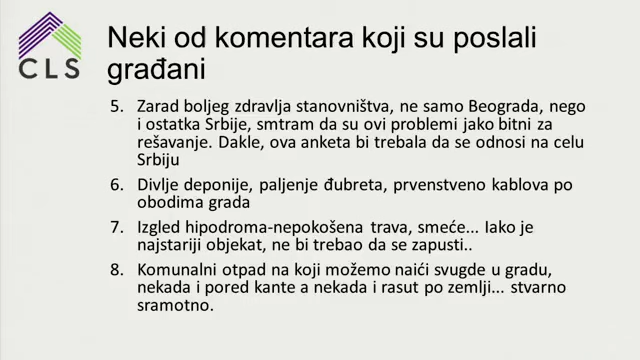 CLS
Neki od komentara koji su poslali
građani
5. Zarad boljeg zdravlja stanovništva, ne samo Beograda, nego
i ostatka Srbije, smtram da su ovi problemi jako bitni za
rešavanje. Dakle, ova anketa bi trebala da se odnosi na celu
Srbiju
6. Divlje deponije, paljenje đubreta, prvenstveno kablova po
obodima grada
7. Izgled hipodroma-nepokošena trava, smeće... Iako je
najstariji objekat, ne bi trebao da se zapusti..
8. Komunalni otpad na koji možemo naići svugde u gradu,
nekada i pored kante a nekada i rasut po zemlji... stvarno
sramotno.